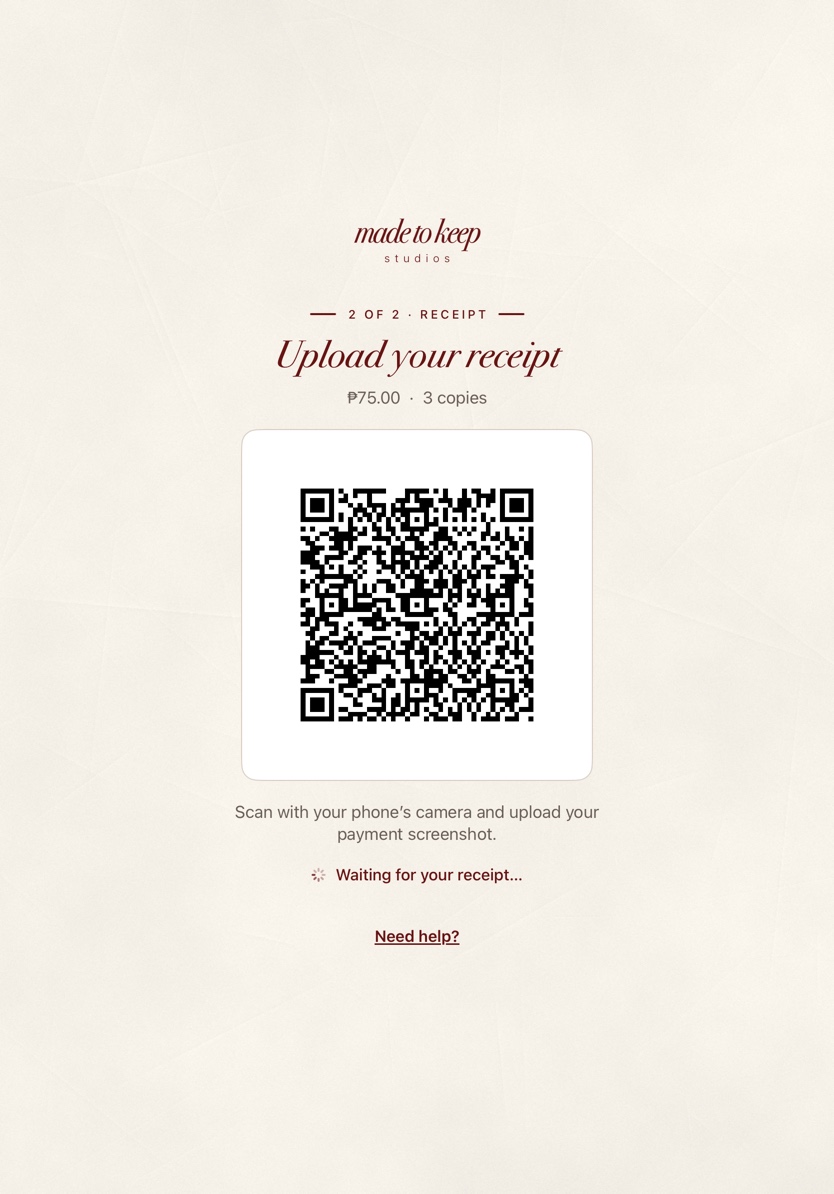 made to keep
studios
2 OF 2 · RECEIPT
Upload your receipt
₱75.00 · 3 copies
Scan with your phone’s camera and upload your
payment screenshot.
Waiting for your receipt...
Need help?